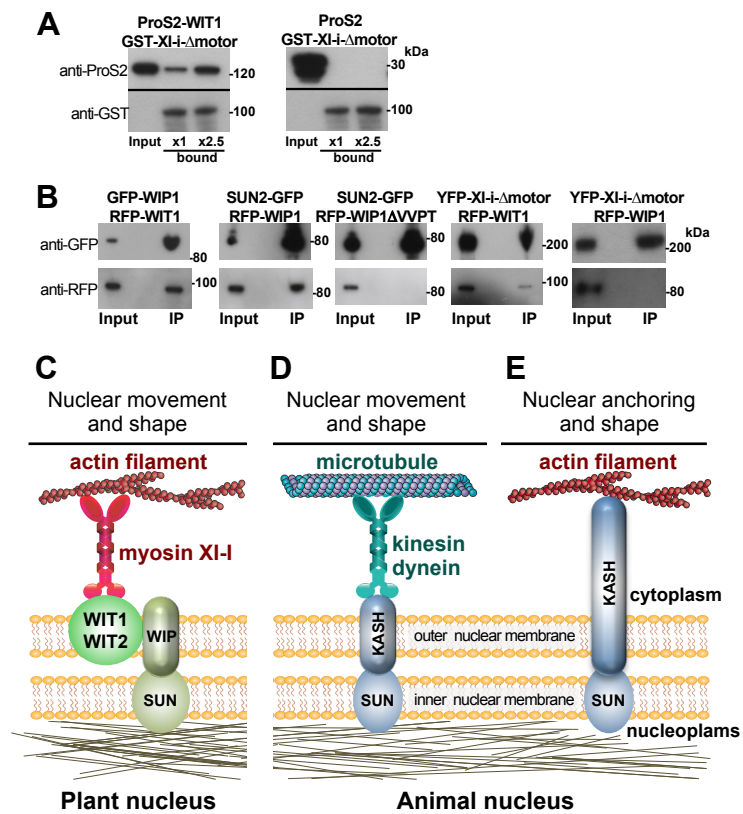 A
ProS2-WIT1
GST-XI-i-Δmotor
ProS2
GST-XI-i-Δmotor
kDa
anti-ProS2
-120
-30
anti-GST
-100
-100
Input x1 x2.5
bound
Input x1 x2.5
bound
B
GFP-WIP1
RFP-WIT1
SUN2-GFP
RFP-WIP1
SUN2-GFP
RFP-WIP1ΔVVPT
YFP-XI-i-Δmotor
RFP-WIT1
YFP-XI-i-Δmotor
RFP-WIP1
kDa
anti-GFP
-80
-80
-80
-200
-200
anti-RFP
-100
-80
-80
-100
-80
Input IP
Input IP
Input IP
Input IP
Input IP
C
Nuclear movement
and shape
actin filament
myosin XI-I
WIT1
WIT2
WIP
SUN
Plant nucleus
D
Nuclear movement
and shape
microtubule
kinesin
dynein
KASH
outer nuclear membrane
SUN
inner nuclear membrane
E
Nuclear anchoring
and shape
actin filament
KASH
cytoplasm
SUN
nucleoplams
Animal nucleus